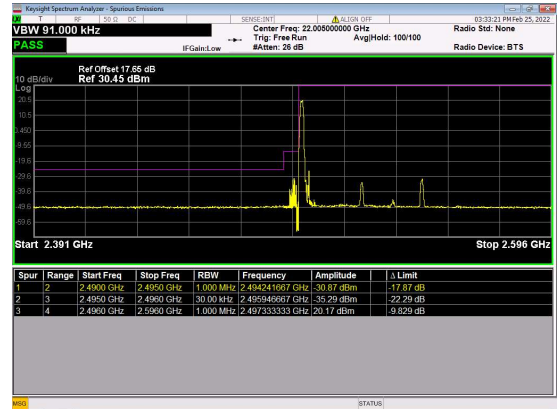 Keysight Spectrum Analyzer - Spurious Emissions
LXI T RF 50 Ω DC SENSE:INT ALIGN OFF 03:33:21 PM Feb 25, 2022
VBW 91.000 kHz Center Freq: 22.005000000 GHz Radio Std: None
Trig: Free Run Avg|Hold: 100/100
PASS IFGain:Low #Atten: 26 dB Radio Device: BTS
Ref Offset 17.65 dB
10 dB/div Ref 30.45 dBm
Log
20.5
10.5
0.450
-9.55
-19.6
-29.6
-39.6
-49.6
-59.6
Start 2.391 GHz Stop 2.596 GHz
Spur Range Start Freq Stop Freq RBW Frequency Amplitude Δ Limit
1 2 2.4900 GHz 2.4950 GHz 1.000 MHz 2.494241667 GHz -30.87 dBm -17.87 dB
2 3 2.4950 GHz 2.4960 GHz 30.00 kHz 2.495946667 GHz -35.29 dBm -22.29 dB
3 4 2.4960 GHz 2.5960 GHz 1.000 MHz 2.497333333 GHz 20.17 dBm -9.829 dB
MSG STATUS